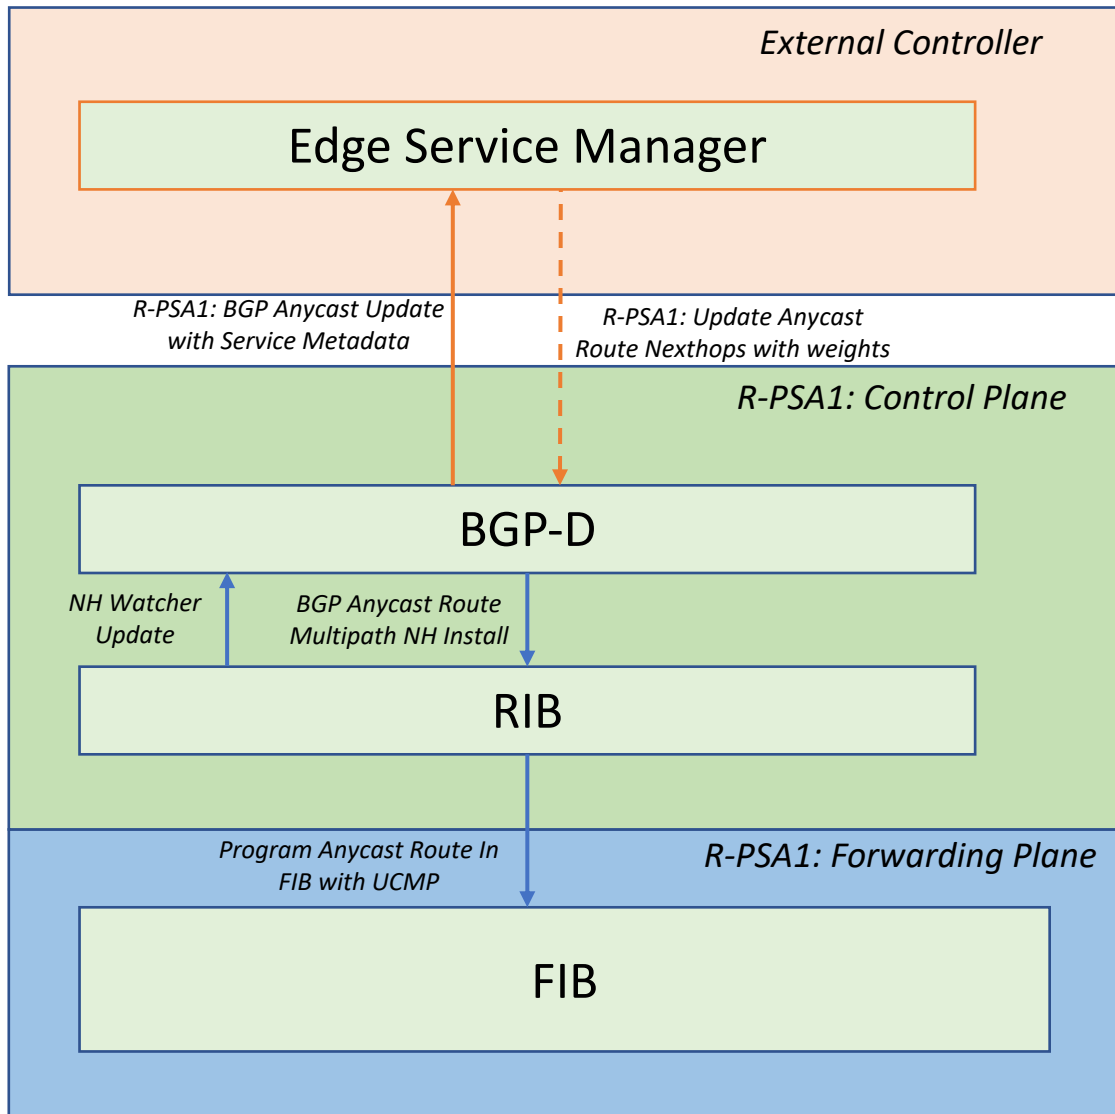 External Controller
Edge Service Manager
R-PSA1: BGP Anycast Update
with Service Metadata
R-PSA1: Update Anycast
Route Nexthops with weights
R-PSA1: Control Plane
BGP-D
NH Watcher
Update
BGP Anycast Route
Multipath NH Install
RIB
R-PSA1: Forwarding Plane
Program Anycast Route In
FIB with UCMP
FIB